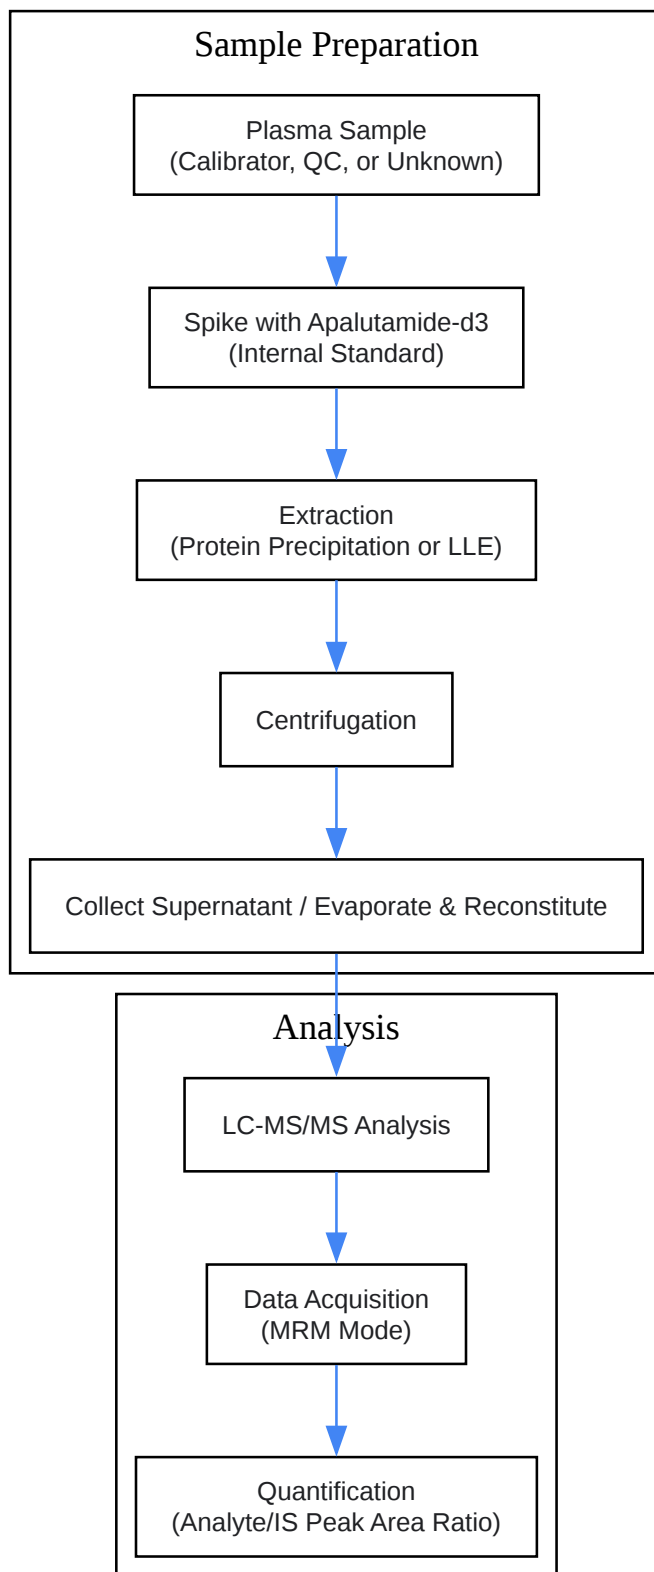 Sample Preparation
Plasma Sample
(Calibrator, QC, or Unknown)
Spike with Apalutamide-d3
(Internal Standard)
Extraction
(Protein Precipitation or LLE)
Centrifugation
Collect Supernatant / Evaporate & Reconstitute
Analysis
LC-MS/MS Analysis
Data Acquisition
(MRM Mode)
Quantification
(Analyte/IS Peak Area Ratio)